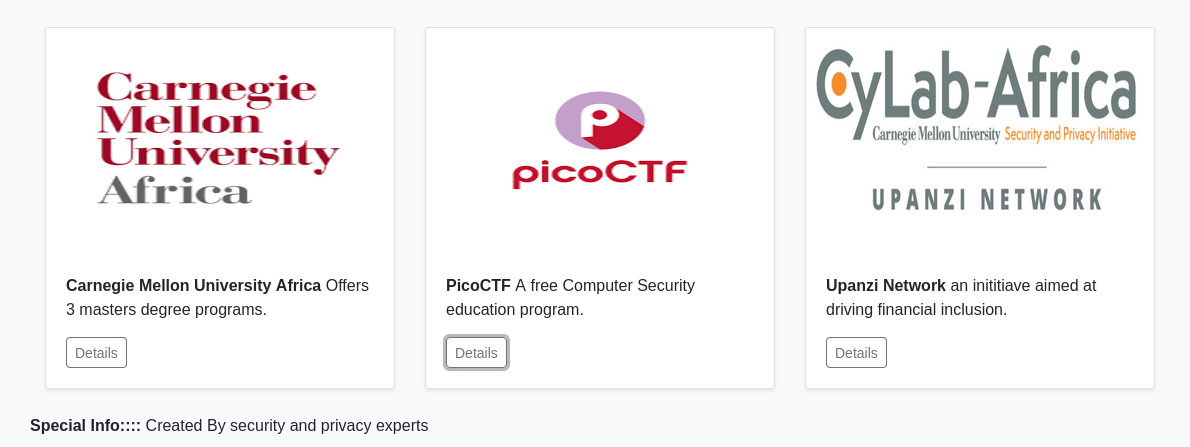 Carnegie
Mellon
University
Africa
P
picoCTF
CyLab-Africa
Carnegie Mellon University Security and Privacy Initiative
UPANZI NETWORK
Carnegie Mellon University Africa Offers
3 masters degree programs.
Details
PicoCTF A free Computer Security
education program.
Details
Upanzi Network an inititiave aimed at
driving financial inclusion.
Details
Special Info:::: Created By security and privacy experts